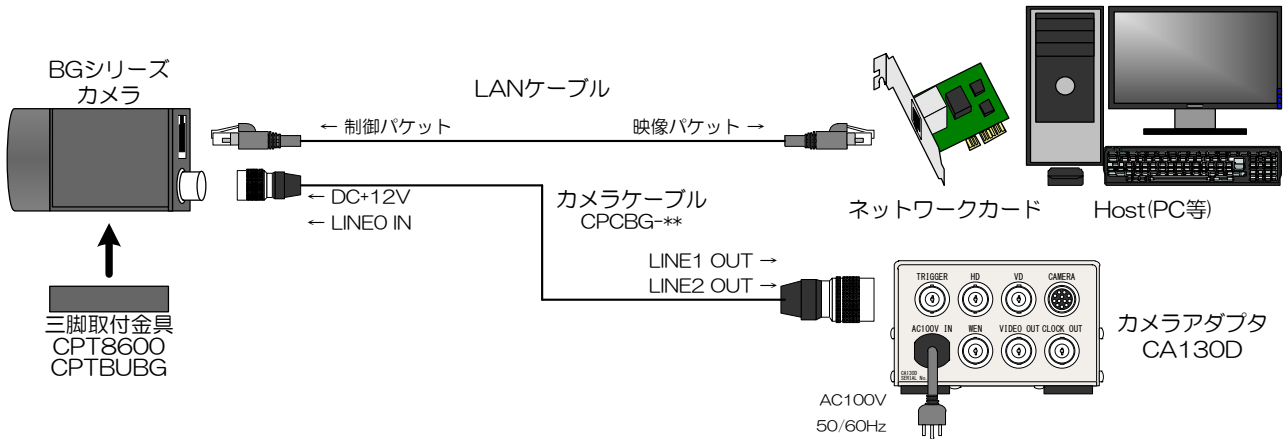 BGシリーズ
カメラ
LANケーブル
← 制御パケット
映像パケット →
← DC+12V
← LINE0 IN
カメラケーブル
CPCBG-**
ネットワークカード
Host(PC等)
LINE1 OUT →
LINE2 OUT →
三脚取付金具
CPT8600
CPTBUBG
TRIGGER HD VD CAMERA
AC100V IN WEN VIDEO OUT CLOCK OUT
CA130D
SERIAL No.
カメラアダプタ
CA130D
AC100V
50/60Hz